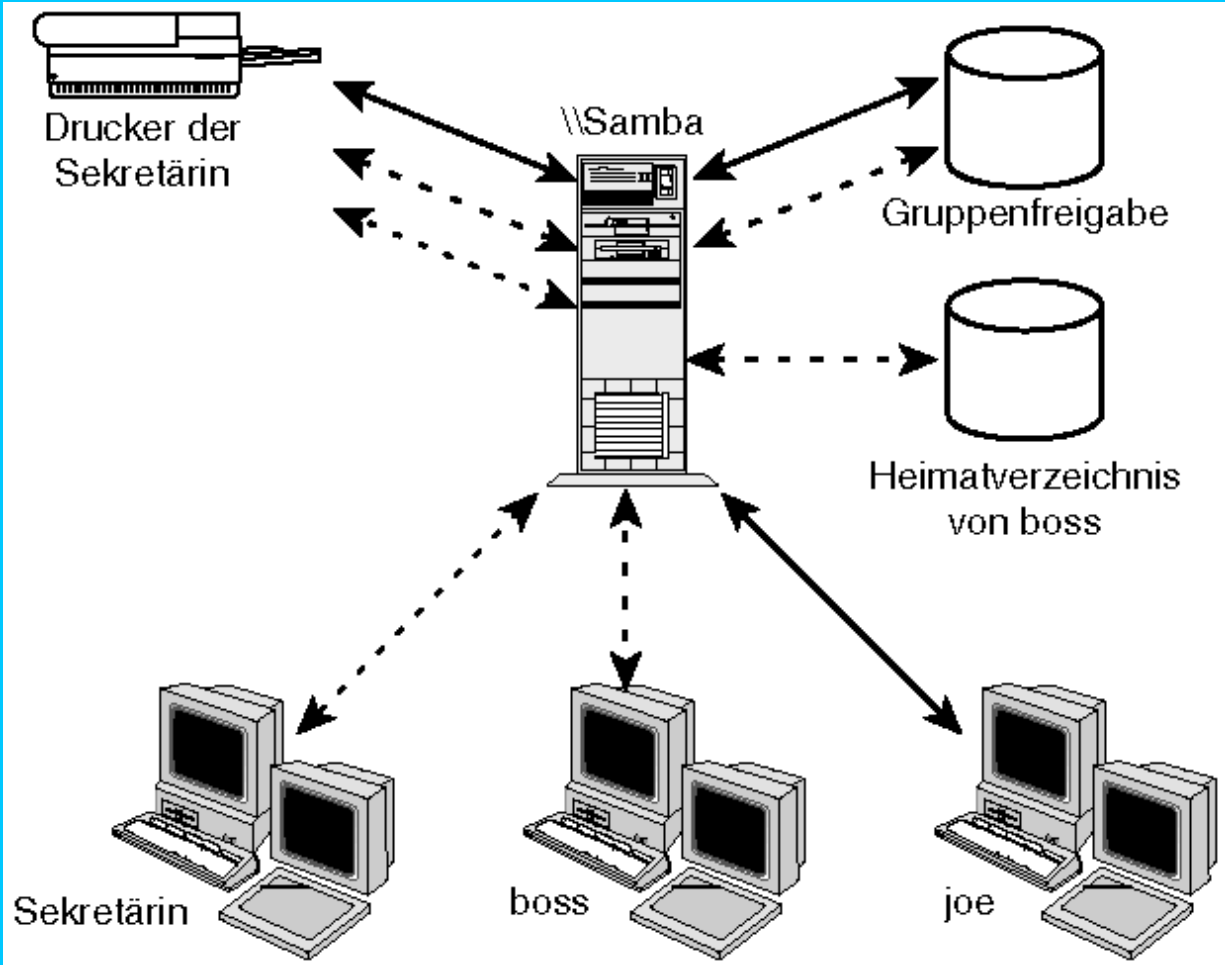 Drucker der
Sekretärin
\\Samba
Gruppenfreigabe
Heimatverzeichnis
von boss
Sekretärin
boss
joe